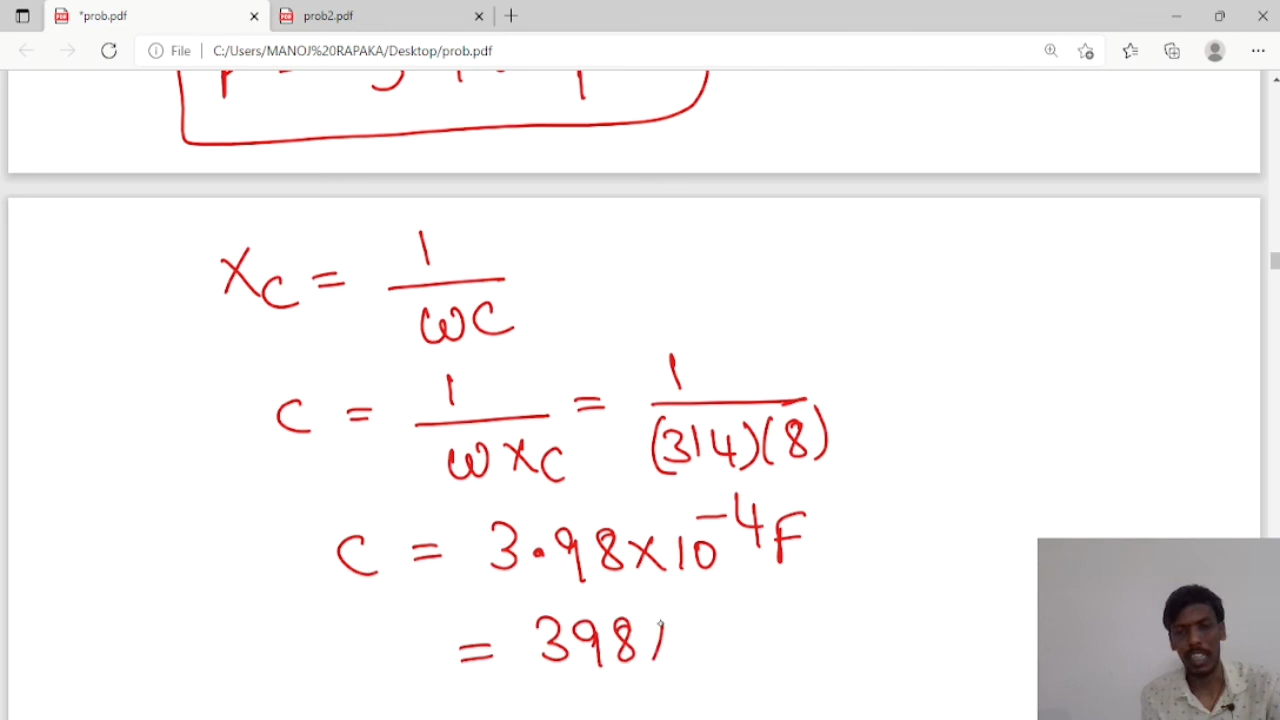 *prob.pdf
prob2.pdf
File
C:/Users/MANOJ%20RAPAKA/Desktop/prob.pdf
XC = 1 / ωC
C = 1 / ωXC = 1 / (314)(8)
C = 3.98×10⁻⁴F
= 398